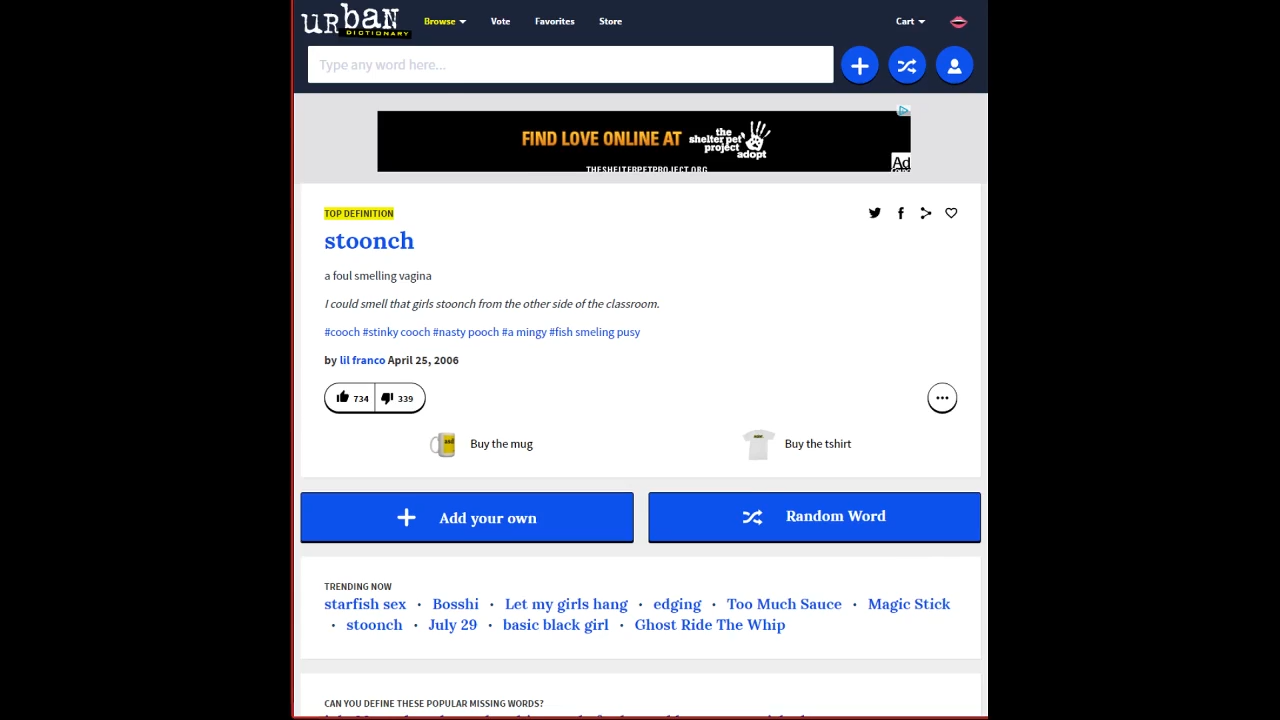 urban
DICTIONARY
Browse Vote Favorites Store Cart
Type any word here...
FIND LOVE ONLINE AT the shelter pet project adopt
THESHELTERPETPROJECT.ORG
Ad
TOP DEFINITION
stoonch
a foul smelling vagina
I could smell that girls stoonch from the other side of the classroom.
#cooch #stinky cooch #nasty pooch #a mingy #fish smeling pusy
by lil franco April 25, 2006
734 339
Buy the mug Buy the tshirt
Add your own Random Word
TRENDING NOW
starfish sex · Bosshi · Let my girls hang · edging · Too Much Sauce · Magic Stick
· stoonch · July 29 · basic black girl · Ghost Ride The Whip
CAN YOU DEFINE THESE POPULAR MISSING WORDS?